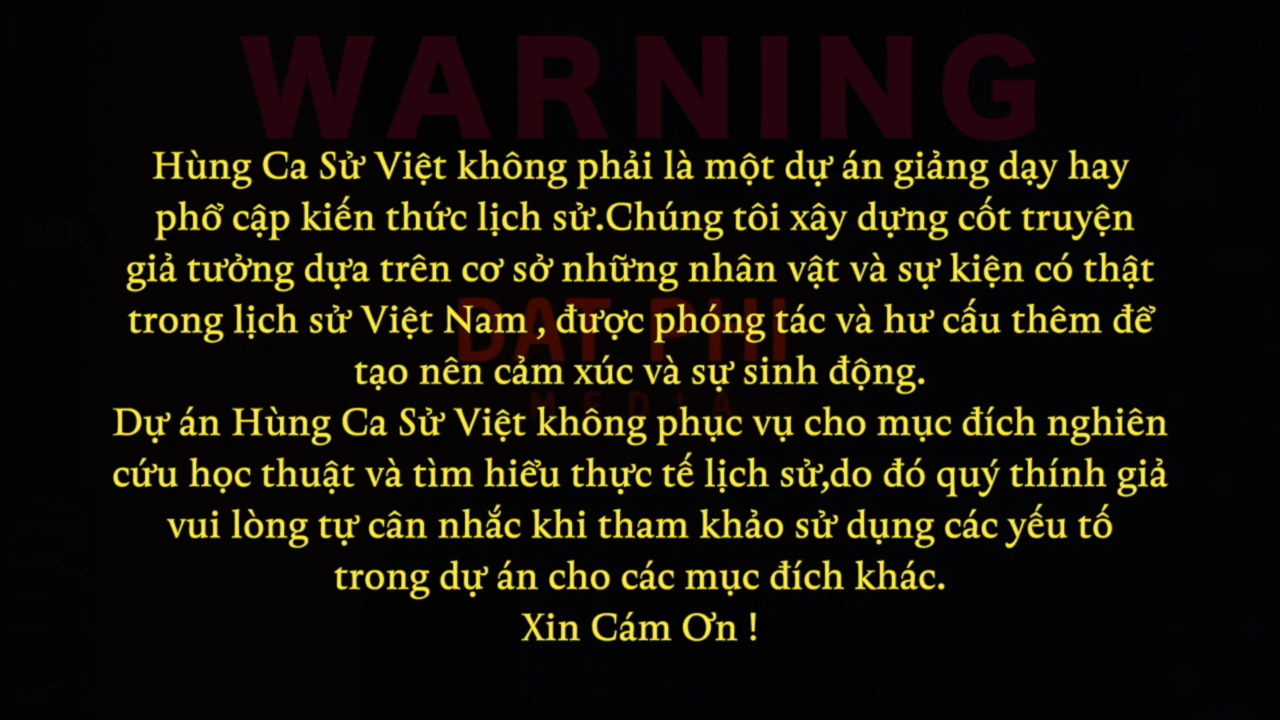 WARNING
Hùng Ca Sử Việt không phải là một dự án giảng dạy hay
phổ cập kiến thức lịch sử.Chúng tôi xây dựng cốt truyện
giả tưởng dựa trên cơ sở những nhân vật và sự kiện có thật
trong lịch sử Việt Nam , được phóng tác và hư cấu thêm để
DAT PHI
tạo nên cảm xúc và sự sinh động.
MEDIA
Dự án Hùng Ca Sử Việt không phục vụ cho mục đích nghiên
cứu học thuật và tìm hiểu thực tế lịch sử,do đó quý thính giả
vui lòng tự cân nhắc khi tham khảo sử dụng các yếu tố
trong dự án cho các mục đích khác.
Xin Cám Ơn !